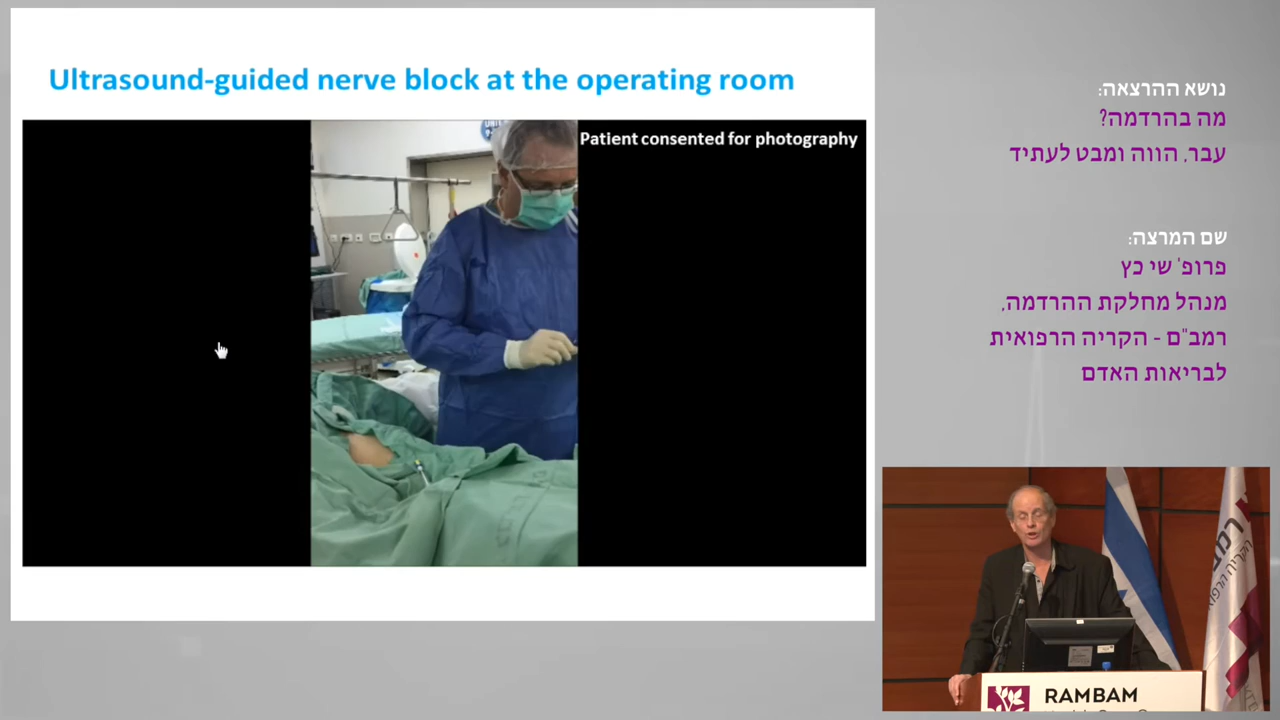 Ultrasound-guided nerve block at the operating room
Patient consented for photography
נושא ההרצאה:
מה בהרדמה?
עבר, הווה ומבט לעתיד
שם המרצה:
פרופ' שי כץ
מנהל מחלקת ההרדמה,
רמב"ם - הקריה הרפואית
לבריאות האדם
RAMBAM